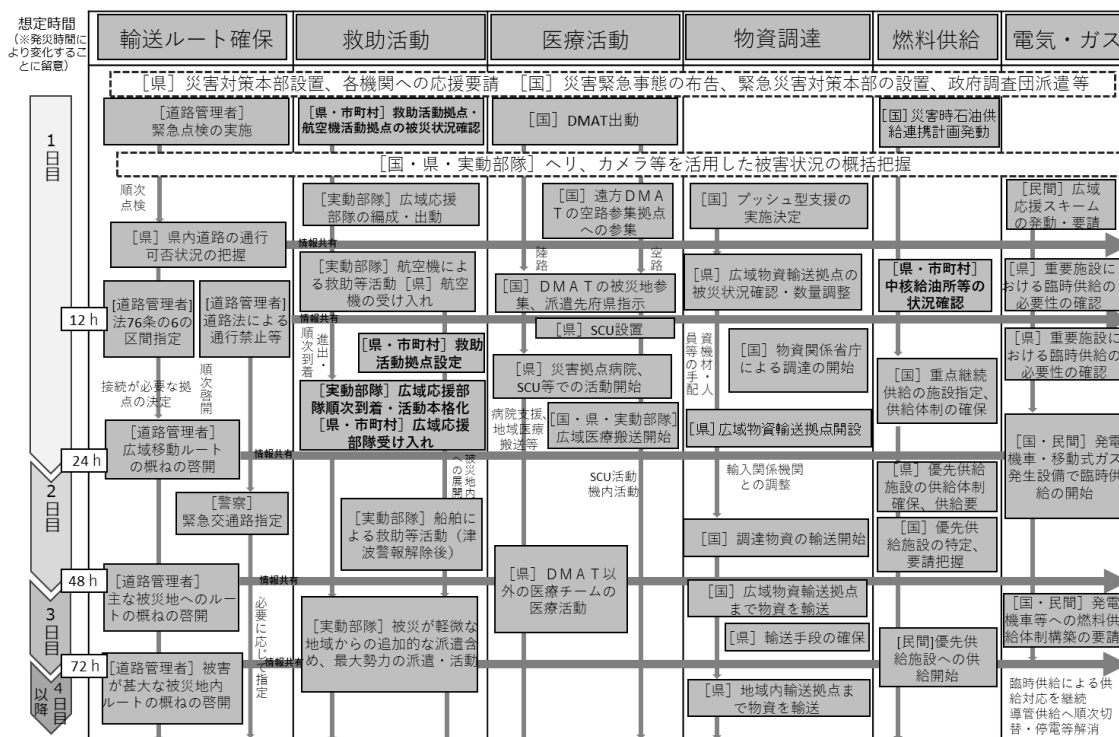 想定時間
(※発災時間に
より変化するこ
とに留意)
輸送ルート確保
救助活動
医療活動
物資調達
燃料供給
電気・ガス
[県]災害対策本部設置、各機関への応援要請 [国]災害緊急事態の布告、緊急災害対策本部の設置、政府調査団派遣等
1日目
[道路管理者]
緊急点検の実施
[県・市町村]救助活動拠点・
航空機活動拠点の被災状況確認
[国]DMAT出動
[国]災害時石油供
給連携計画発動
[国・県・実動部隊]ヘリ、カメラ等を活用した被害状況の概括把握
順次
点検
[実動部隊]広域応援
部隊の編成・出動
[国]遠方DMA
Tの空路参集拠点
への参集
[国]プッシュ型支援の
実施決定
[民間]広域
応援スキーム
の発動・要請
[県]県内道路の通行
可否状況の把握
情報共有
陸路
空路
[実動部隊]航空機によ
る救助等活動[県]航空
機の受け入れ
[県]DMATの被災地参
集、派遣先府県指示
[県]広域物資輸送拠点の
被災状況確認・数量調整
[県・市町村]
中核給油所等の
状況確認
[県]重要施設に
おける臨時供給の
必要性の確認
12h
[道路管理者]
法76条の6の
区間指定
[道路管理者]
道路法による
通行禁止等
情報共有
進出・
順次到着
[県]SCU設置
資機材・人
員等の手配
[県・市町村]救助
活動拠点設定
[国]物資関係省庁
による調達の開始
[県]重要施設に
おける臨時供給の
必要性の確認
接続が必要な拠
点の決定
順次啓開
[県]災害拠点病院、
SCU等での活動開始
[国]重点継続
供給の施設指定、
供給体制の確保
[実動部隊]広域応援部
隊順次到着・活動本格化
[県・市町村]広域応援
部隊受け入れ
病院支援、
地域医療
搬送等
[国・県・実動部隊]
広域医療搬送開始
[県]広域物資輸送拠点開設
[国・民間]発電
機車・移動式ガス
発生設備で臨時供
給の開始
24h
[道路管理者]
広域移動ルート
の概ねの啓開
情報共有
被災地内
への展開
2日目
SCU活動
機内活動
輸入関係機関
との調整
[県]優先供給
施設の供給体制
確保、供給要
[警察]
緊急交通路指定
[実動部隊]船舶によ
る救助等活動(津
波警報解除後)
[国]調達物資の輸送開始
[国]優先供
給施設の特定、
要請把握
48h
[道路管理者]
主な被災地へのルー
トの概ねの啓開
情報共有
必要に応じて指定
[県]DMAT以
外の医療チームの
医療活動
[国]広域物資輸送拠点
まで物資を輸送
[国・民間]発電
機車等への燃料供
給体制構築の要請
3日目
[実動部隊]被災が軽微な
地域からの追加的な派遣含
め、最大勢力の派遣・活動
[県]輸送手段の確保
[民間]優先供
給施設への供
給開始
72h
[道路管理者]被害
が甚大な被災地内
ルートの概ねの啓開
情報共有
4日目
以降
[県]地域内輸送拠点ま
で物資を輸送
臨時供給による供
給対応を継続
導管供給へ順次切
替・停電等解消